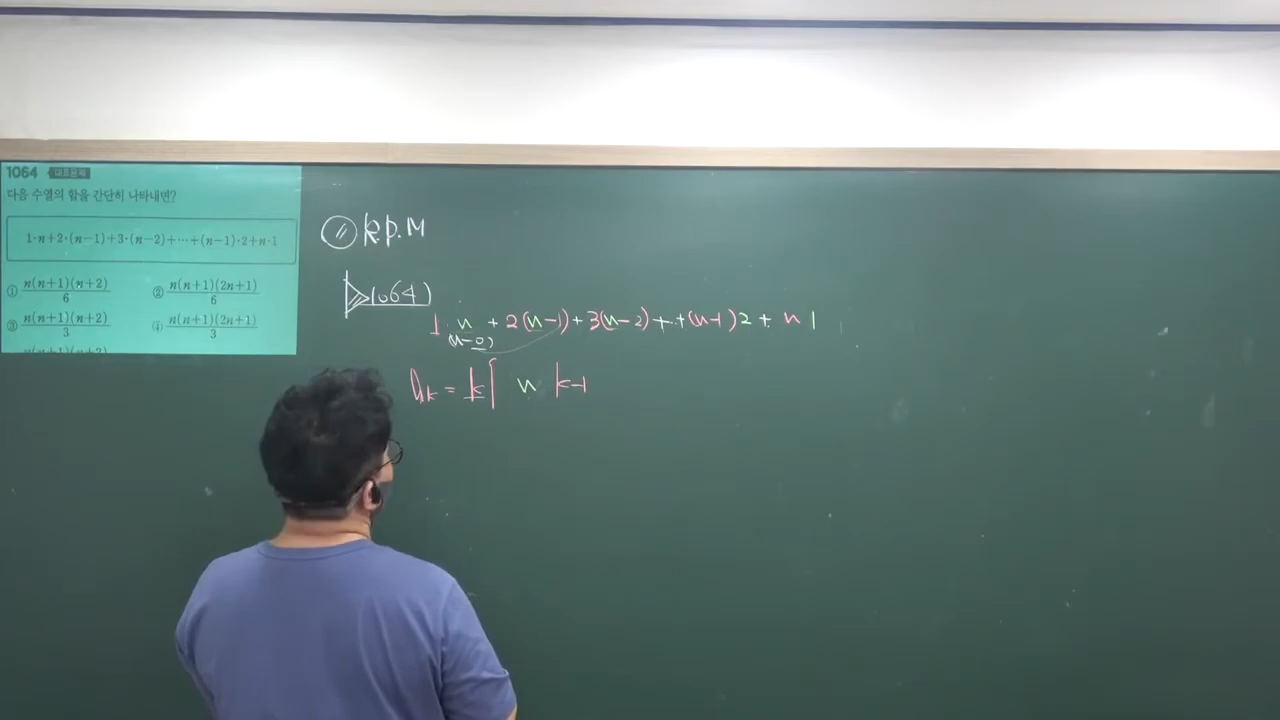 1064 대표문제
다음 수열의 합을 간단히 나타내면?
1·n+2·(n−1)+3·(n−2)+⋯+(n−1)·2+n·1
① n(n+1)(n+2)/6 ② n(n+1)(2n+1)/6
③ n(n+1)(n+2)/3 ④ n(n+1)(2n+1)/3
R.P.M
1064)
1 n + 2(n−1) + 3(n−2) + + (n−1) 2 + n 1
(n−0)
a_k = k( n k−1